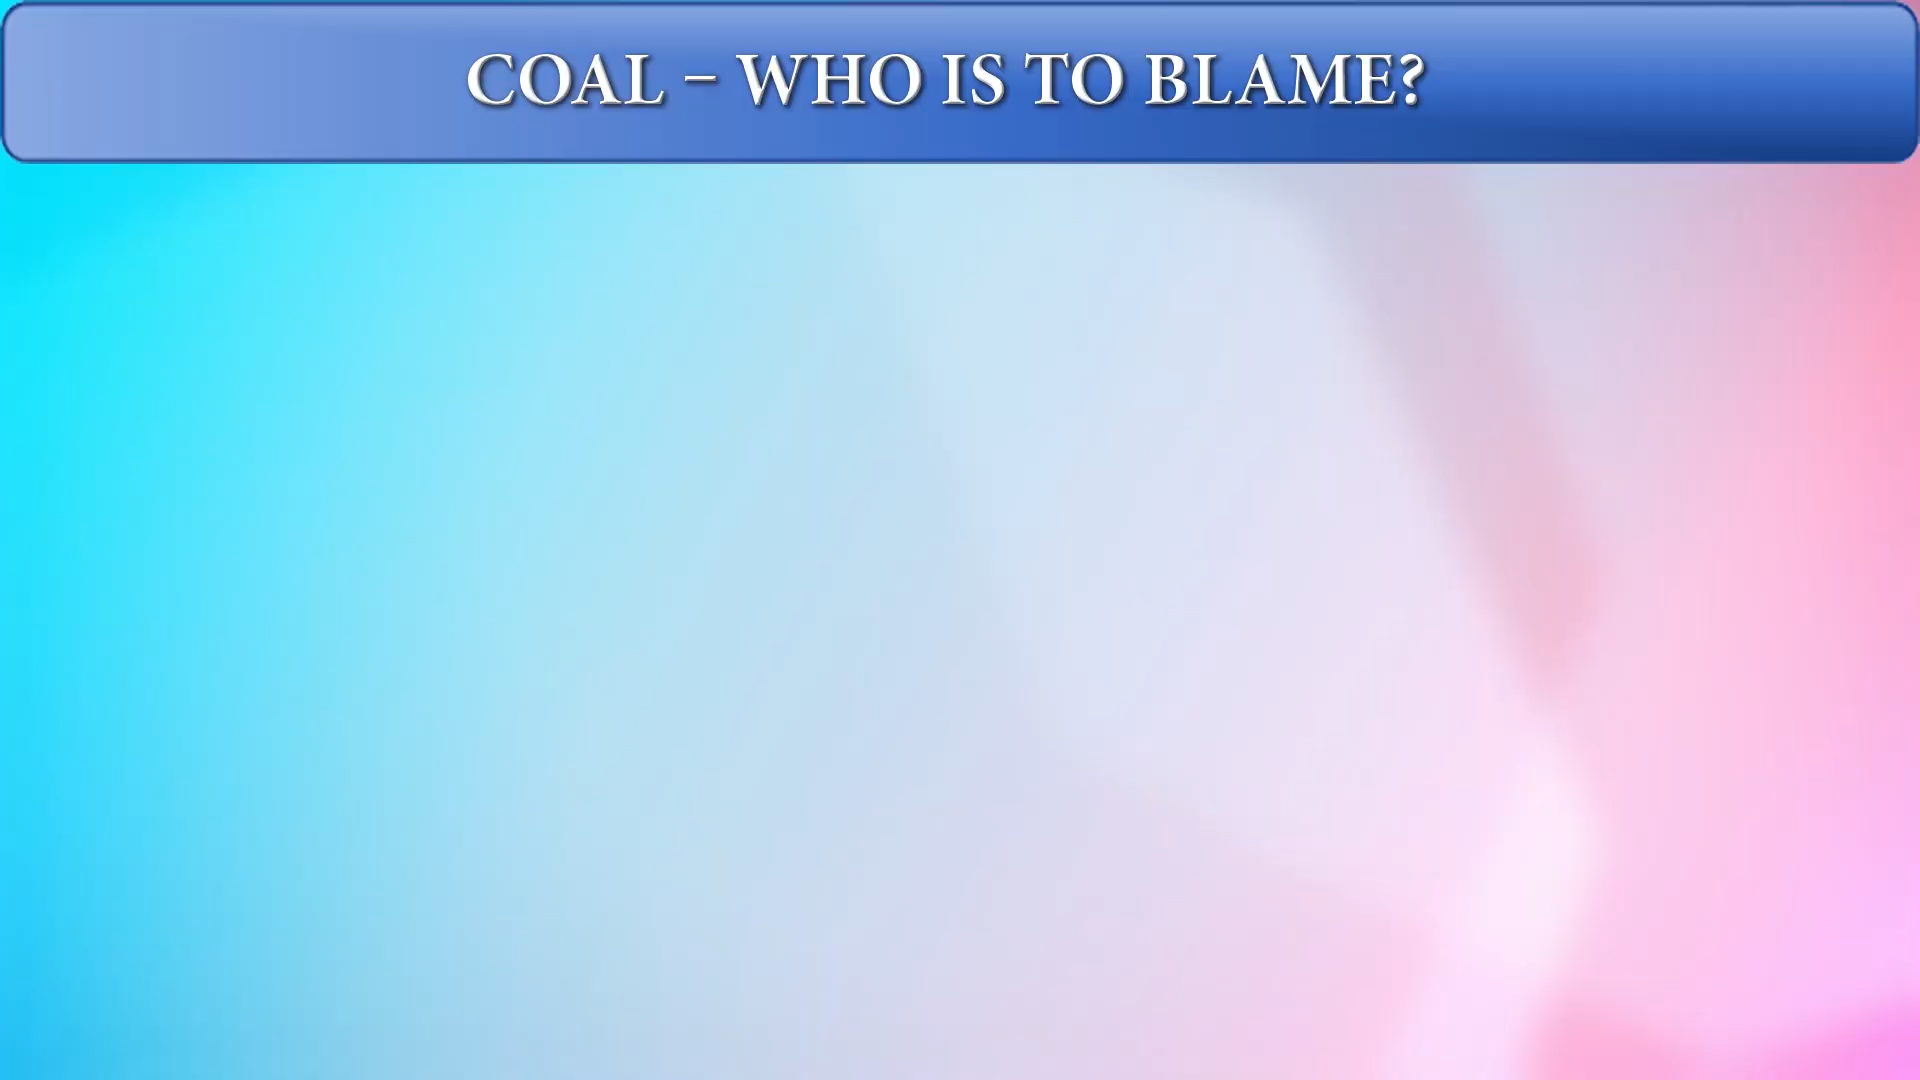 COAL – WHO IS TO BLAME?